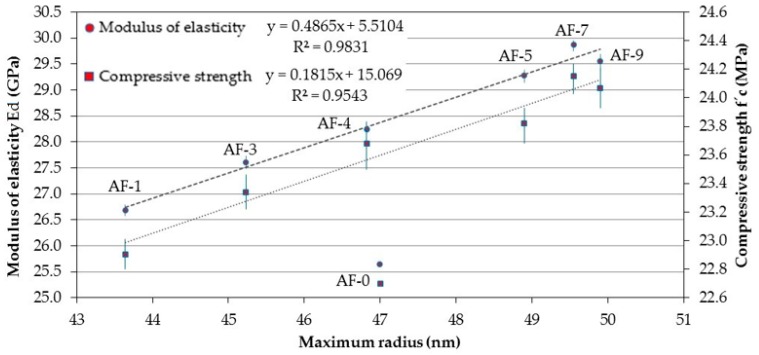 30.5
30.0
29.5
29.0
28.5
28.0
27.5
27.0
26.5
26.0
25.5
25.0
Modulus of elasticity Ed (GPa)
Modulus of elasticity y = 0.4865x + 5.5104
R² = 0.9831
Compressive strength y = 0.1815x + 15.069
R² = 0.9543
AF-1
AF-3
AF-4
AF-0
AF-5
AF-7
AF-9
24.6
24.4
24.2
24.0
23.8
23.6
23.4
23.2
23.0
22.8
22.6
Compressive strength f´c (MPa)
43 44 45 46 47 48 49 50 51
Maximum radius (nm)